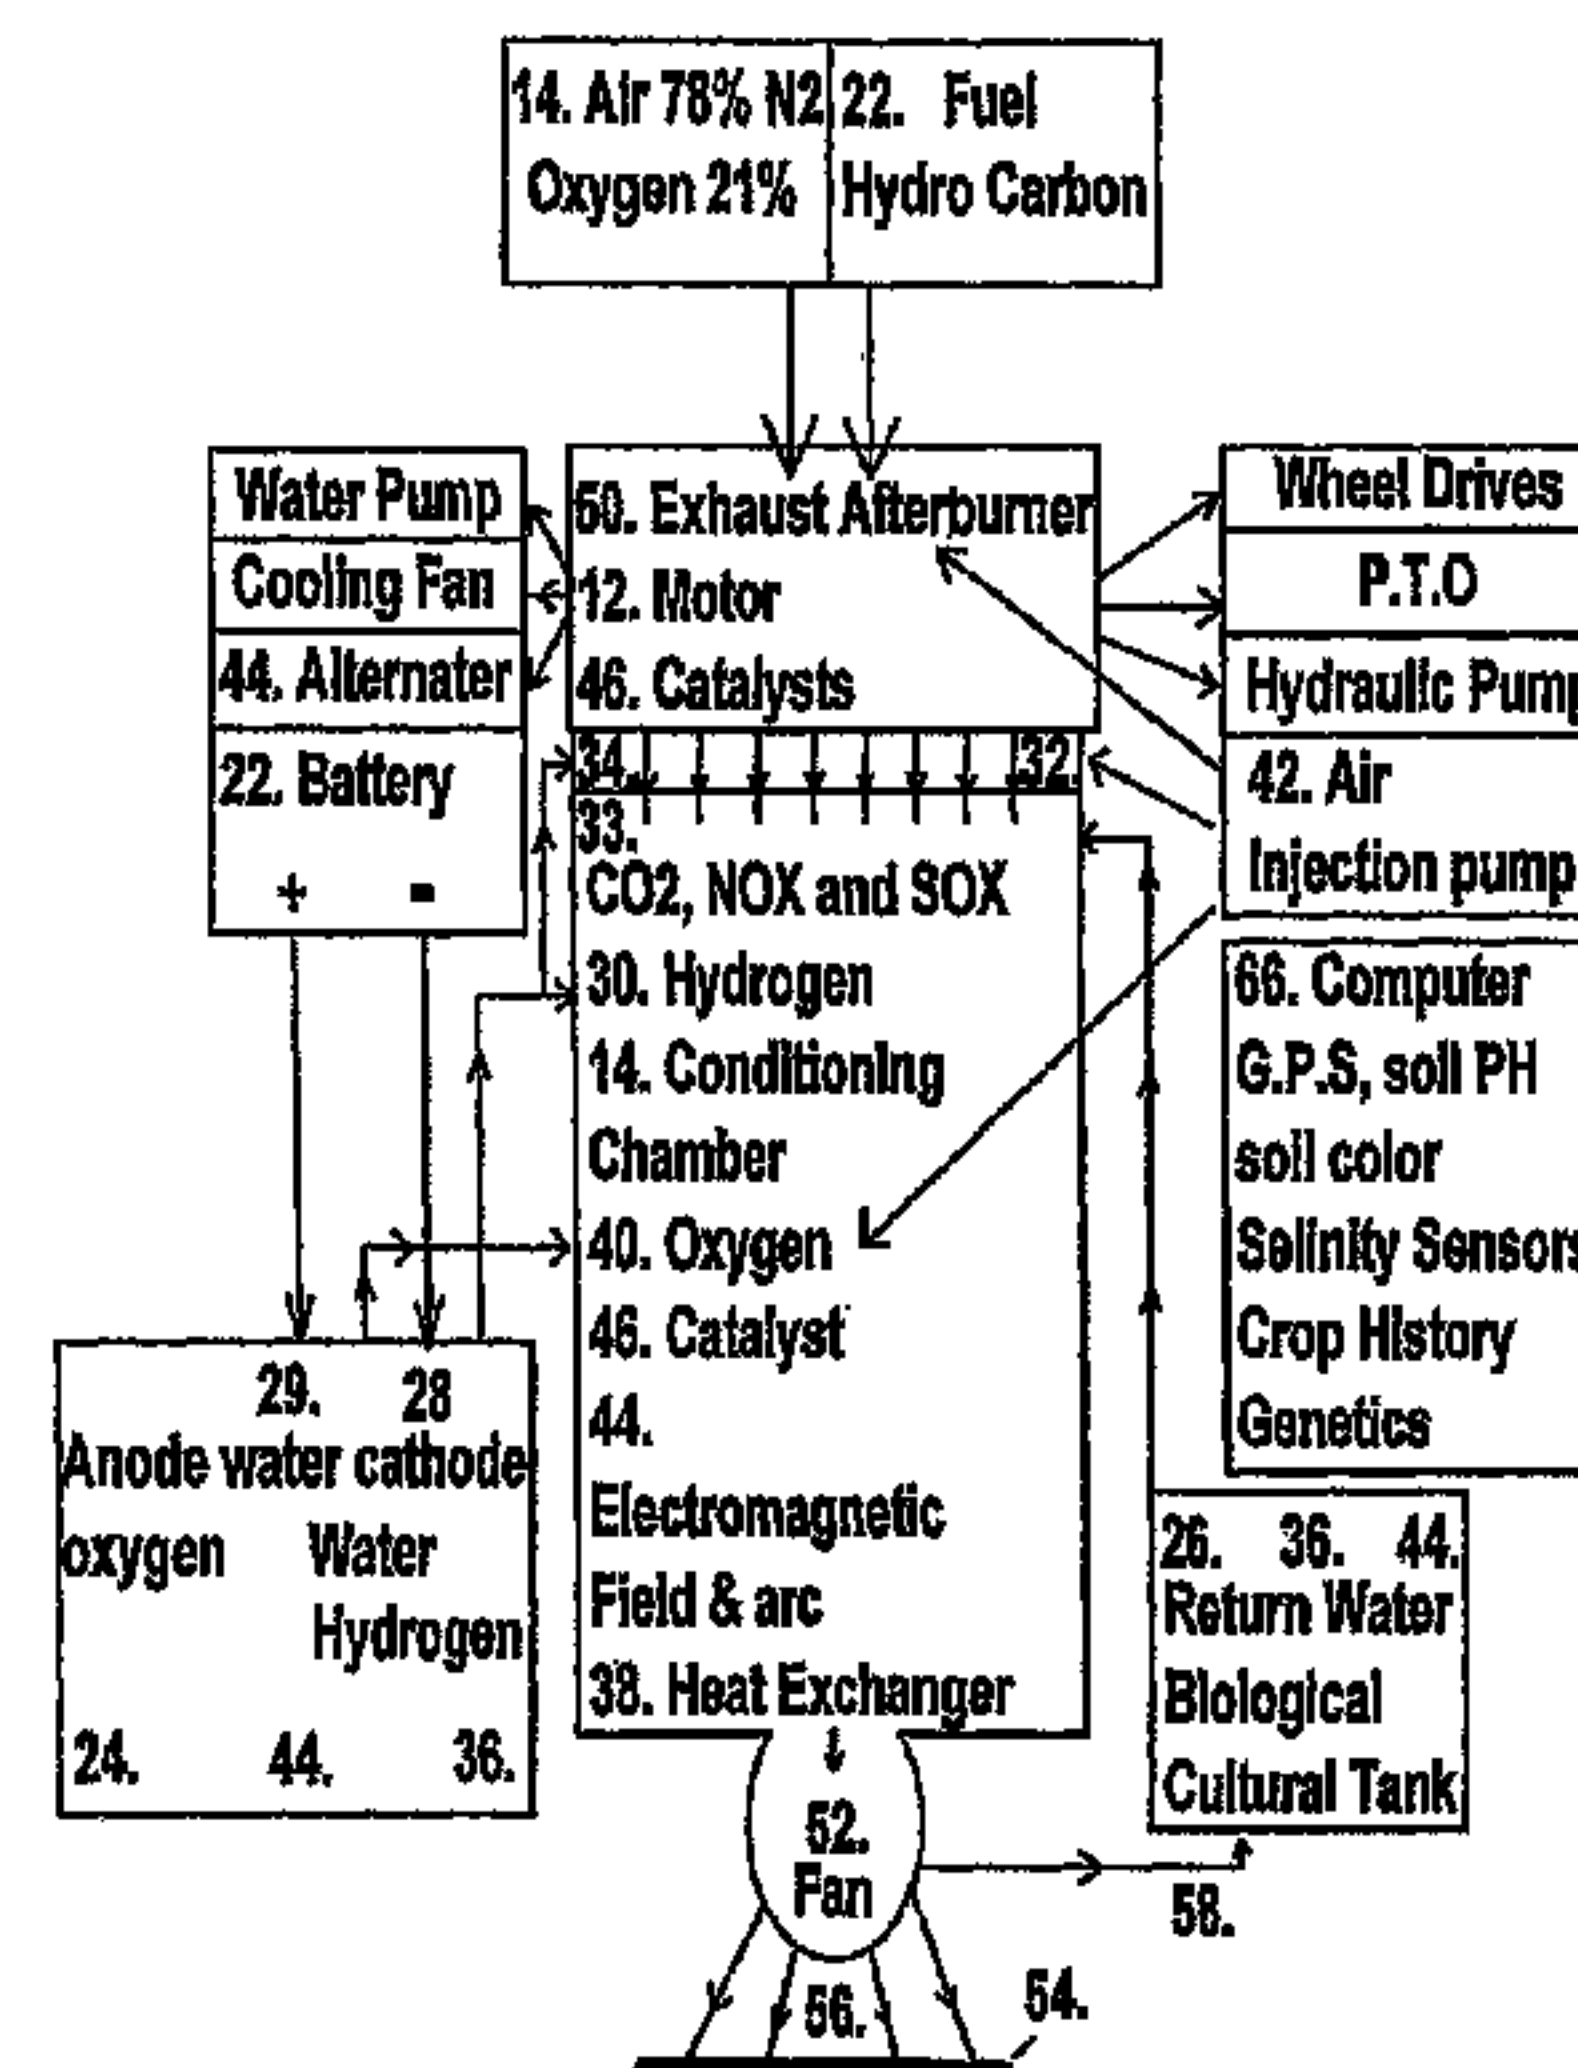 14. Air 78% N2
Oxygen 21%
22. Fuel
Hydro Carbon
Water Pump
Cooling Fan
44. Alternater
22. Battery
+ -
50. Exhaust Afterburner
12. Motor
46. Catalysts
Wheel Drives
P.T.O
Hydraulic Pump
42. Air
Injection pump
34. 32.
33.
CO2, NOX and SOX
30. Hydrogen
14. Conditioning
Chamber
40. Oxygen
46. Catalyst
44.
Electromagnetic
Field & arc
38. Heat Exchanger
66. Computer
G.P.S, soil PH
soil color
Selinity Sensors
Crop History
Genetics
29. 28
Anode water cathode
oxygen Water
Hydrogen
24. 44. 36.
26. 36. 44.
Return Water
Biological
Cultural Tank
52.
Fan
58.
56.
54.